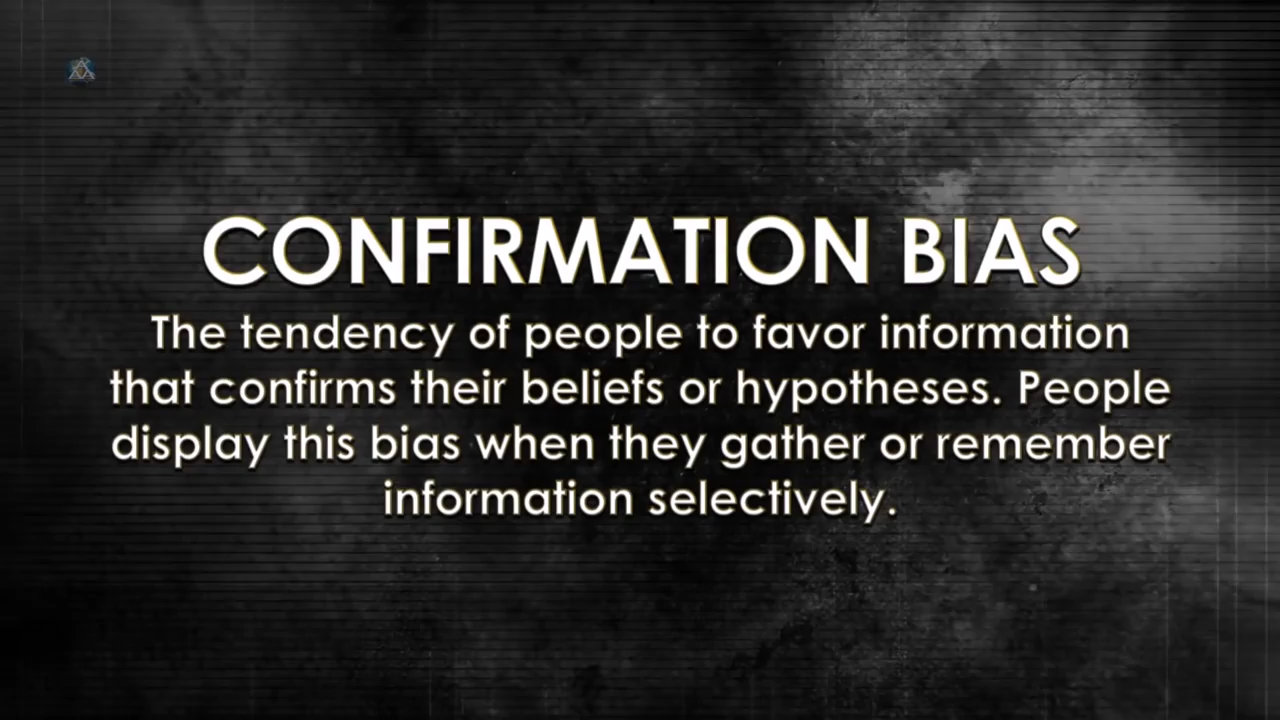 CONFIRMATION BIAS
The tendency of people to favor information
that confirms their beliefs or hypotheses. People
display this bias when they gather or remember
information selectively.